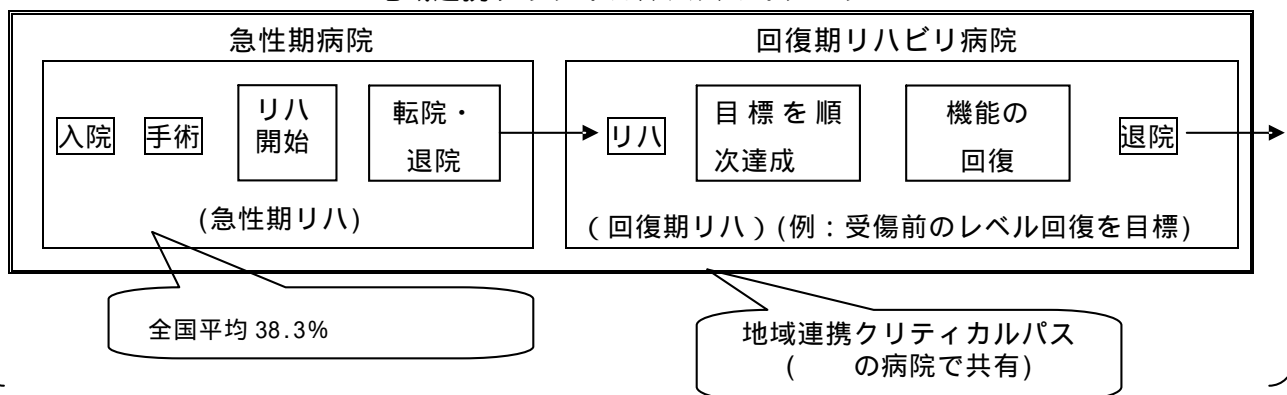 急性期病院
回復期リハビリ病院
入院
手術
リハ
開始
転院・
退院
リハ
目標を順
次達成
機能の
回復
退院
(急性期リハ)
（回復期リハ）(例：受傷前のレベル回復を目標)
全国平均 38.3%
地域連携クリティカルパス
(　　の病院で共有)